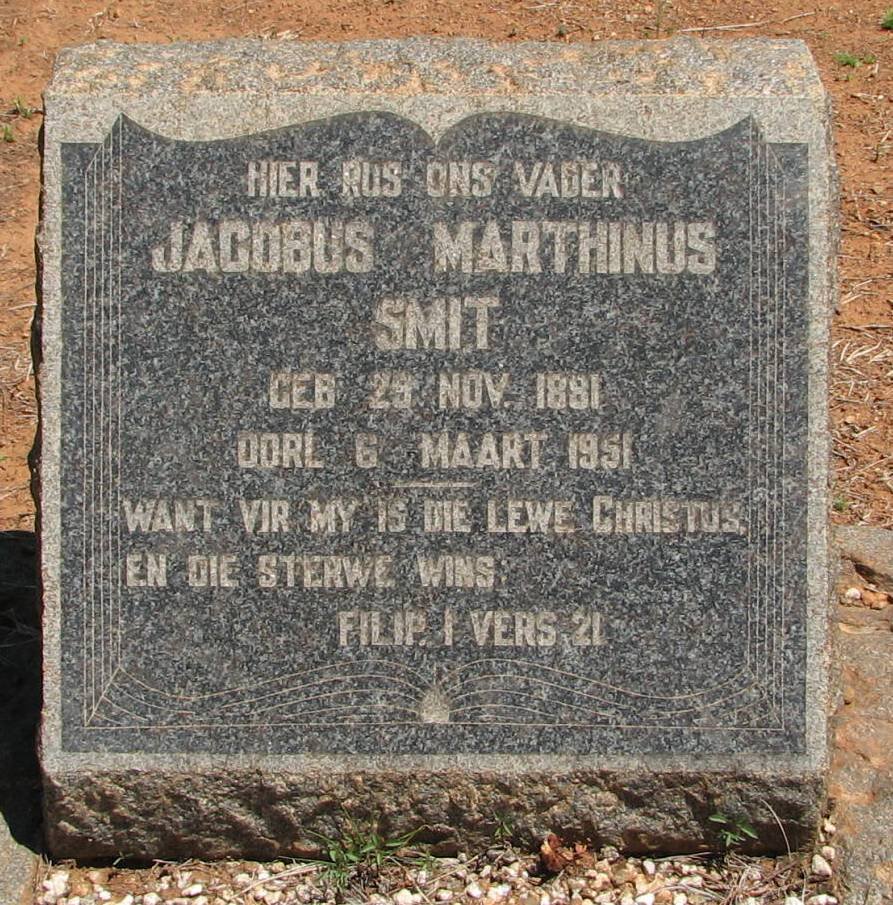 HIER RUS ONS VADER
JACOBUS MARTHINUS
SMIT
GEB 29 NOV. 1881
OORL 6 MAART 1951
WANT VIR MY IS DIE LEWE CHRISTUS,
EN DIE STERWE WINS:
FILIP. 1 VERS 21